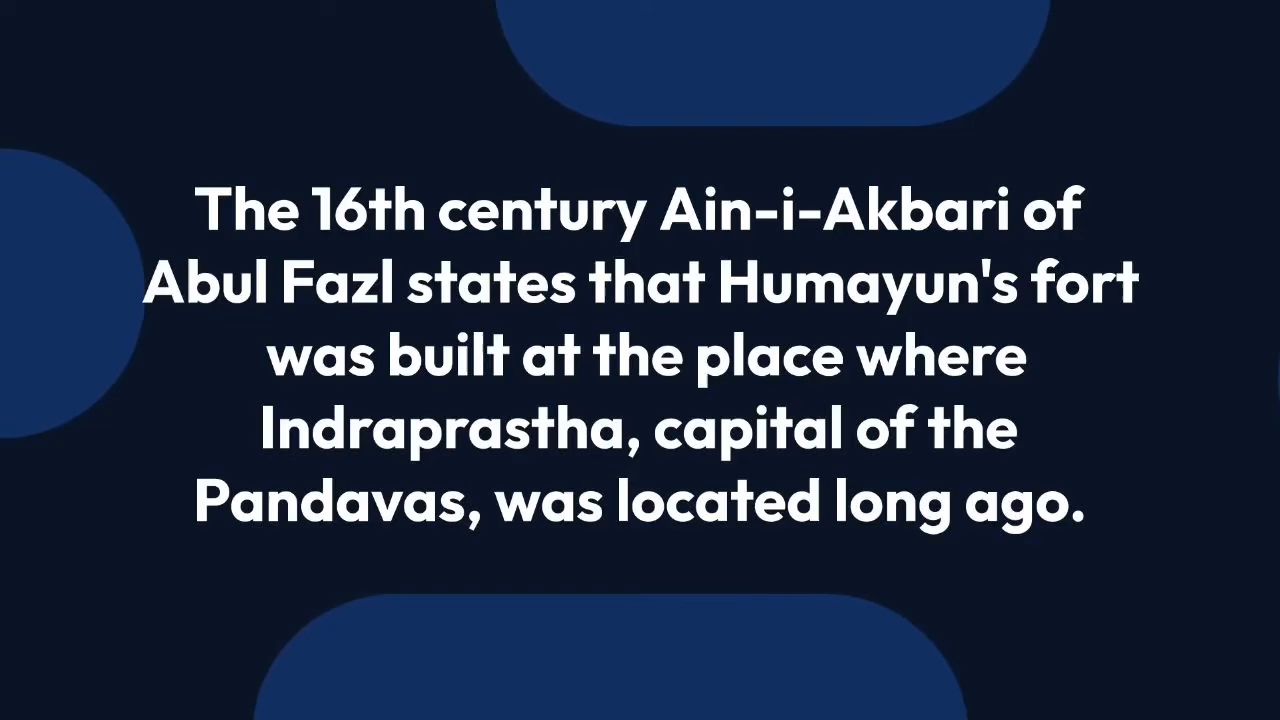 The 16th century Ain-i-Akbari of
Abul Fazl states that Humayun's fort
was built at the place where
Indraprastha, capital of the
Pandavas, was located long ago.